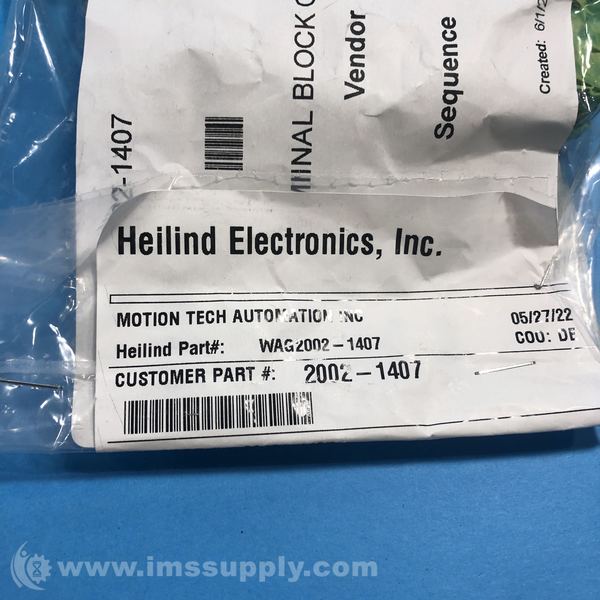 2-1407
MINAL BLOCK
Vendor
Sequence
Created: 6/1/2
Heilind Electronics, Inc.
MOTION TECH AUTOMATION INC
05/27/22
Heilind Part#: WAG2002-1407
COO: DE
CUSTOMER PART #: 2002-1407
www.imssupply.com